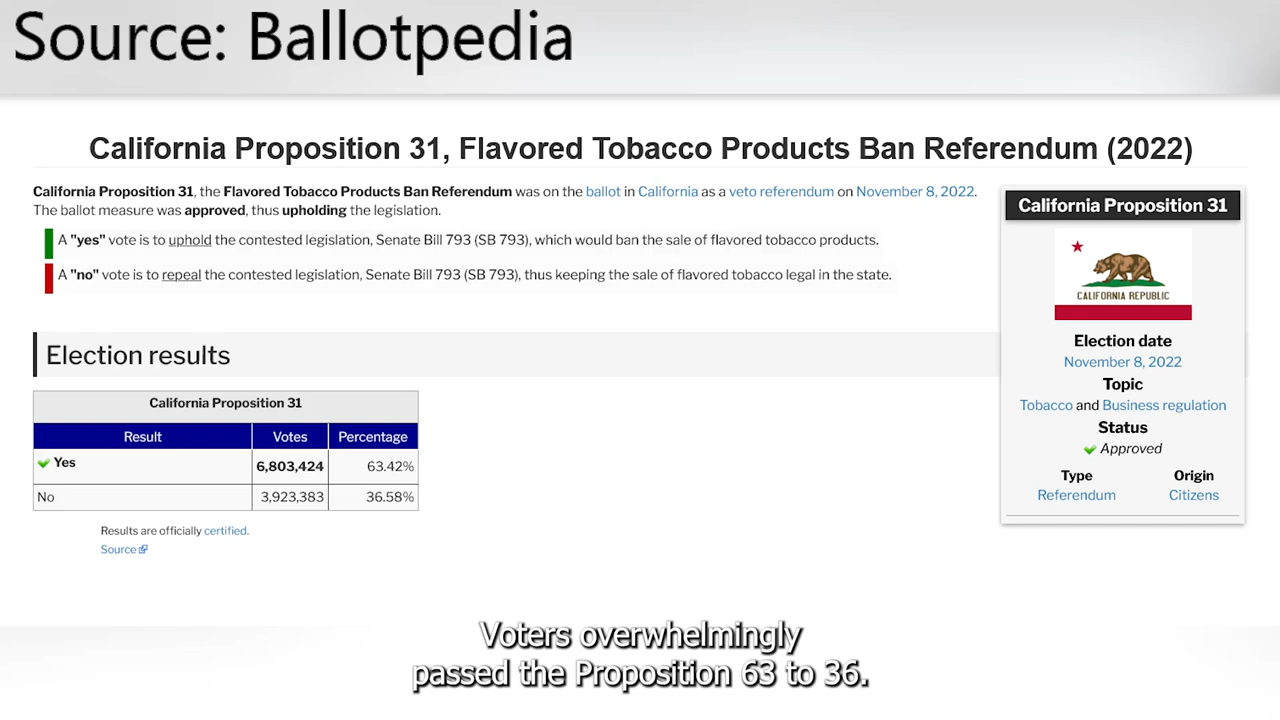 Source: Ballotpedia
California Proposition 31, Flavored Tobacco Products Ban Referendum (2022)
California Proposition 31, the Flavored Tobacco Products Ban Referendum was on the ballot in California as a veto referendum on November 8, 2022.
The ballot measure was approved, thus upholding the legislation.
A "yes" vote is to uphold the contested legislation, Senate Bill 793 (SB 793), which would ban the sale of flavored tobacco products.
A "no" vote is to repeal the contested legislation, Senate Bill 793 (SB 793), thus keeping the sale of flavored tobacco legal in the state.
Election results
California Proposition 31
Result Votes Percentage
Yes 6,803,424 63.42%
No 3,923,383 36.58%
Results are officially certified.
Source
California Proposition 31
CALIFORNIA REPUBLIC
Election date
November 8, 2022
Topic
Tobacco and Business regulation
Status
Approved
Type Origin
Referendum Citizens
Voters overwhelmingly
passed the Proposition 63 to 36.